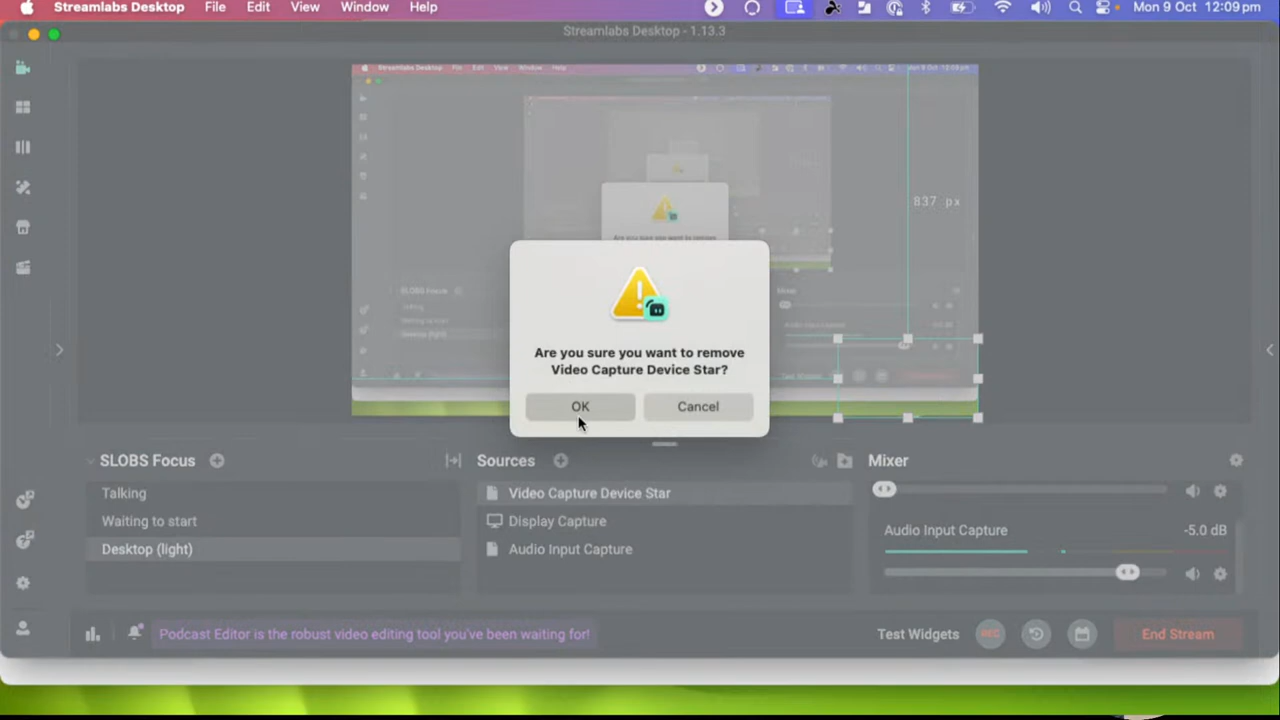 Streamlabs Desktop File Edit View Window Help Mon 9 Oct 12:09 pm
Streamlabs Desktop - 1.13.3
837 px
Are you sure you want to remove
Video Capture Device Star?
OK Cancel
SLOBS Focus
Talking
Waiting to start
Desktop (light)
Sources
Video Capture Device Star
Display Capture
Audio Input Capture
Mixer
Audio Input Capture -5.0 dB
Podcast Editor is the robust video editing tool you've been waiting for!
Test Widgets REC End Stream